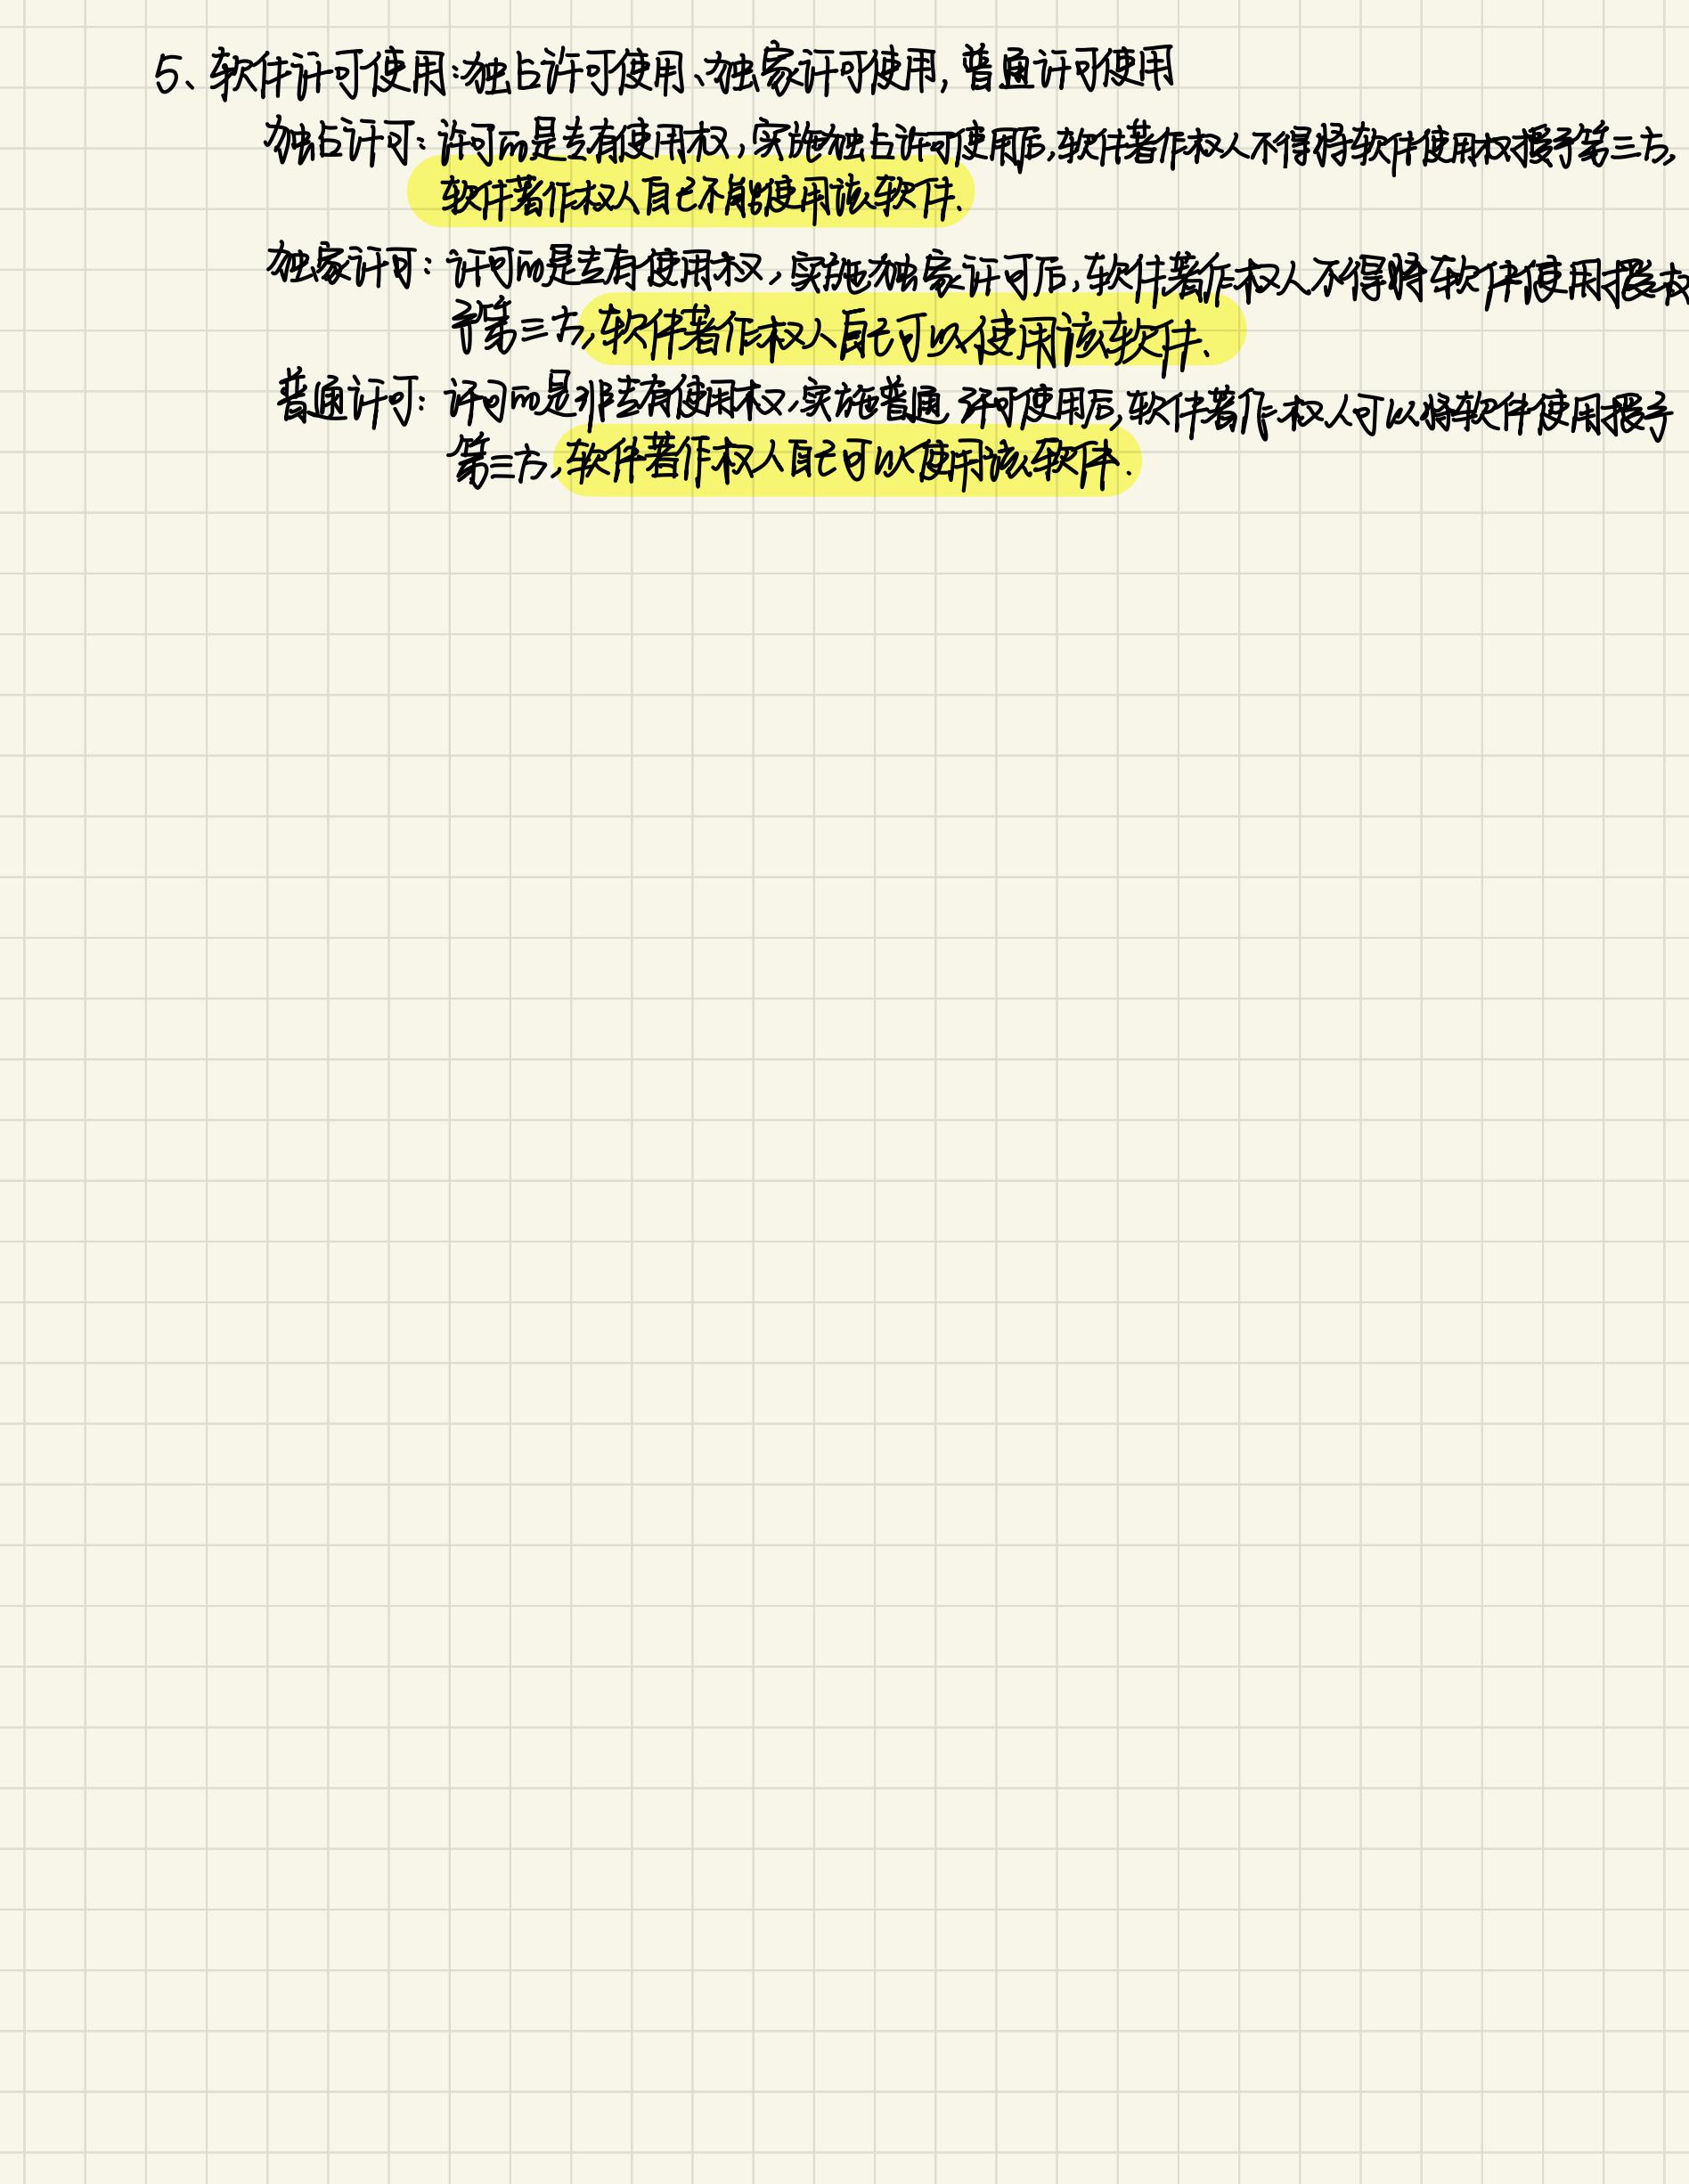 5、软件许可使用:独占许可使用、独家许可使用,普通许可使用
独占许可:许可的是专有使用权,实施独占许可使用后,软件著作权人不得将软件使用权授予第三方,
软件著作权人自己不能使用该软件.
独家许可:许可的是专有使用权,实施独家许可后,软件著作权人不得将软件使用授权
予第三方,软件著作权人自己可以使用该软件.
普通许可:许可的是非专有使用权,实施普通许可使用后,软件著作权人可以将软件使用授予
第三方,软件著作权人自己可以使用该软件.